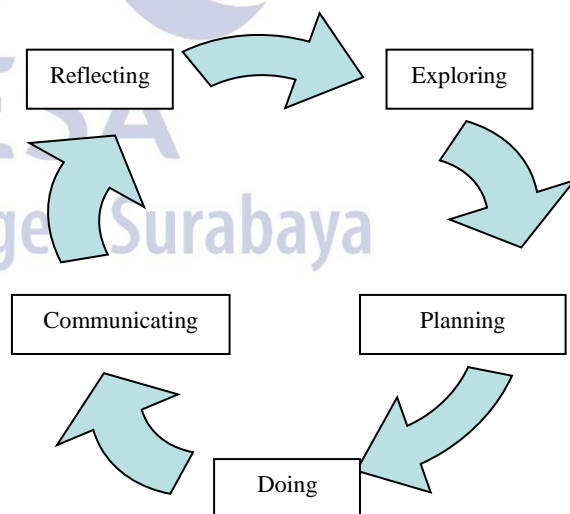 Reflecting
Exploring
Surabaya
Communicating
Planning
Doing